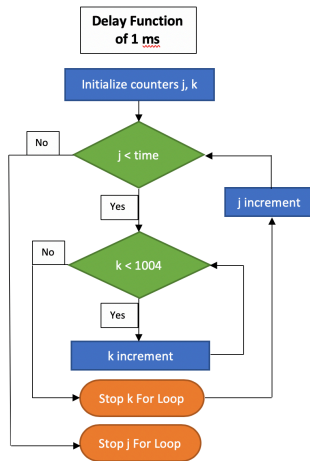 Delay Function
of 1 ms
Initialize counters j, k
No
j < time
Yes
j increment
No
k < 1004
Yes
k increment
Stop k For Loop
Stop j For Loop